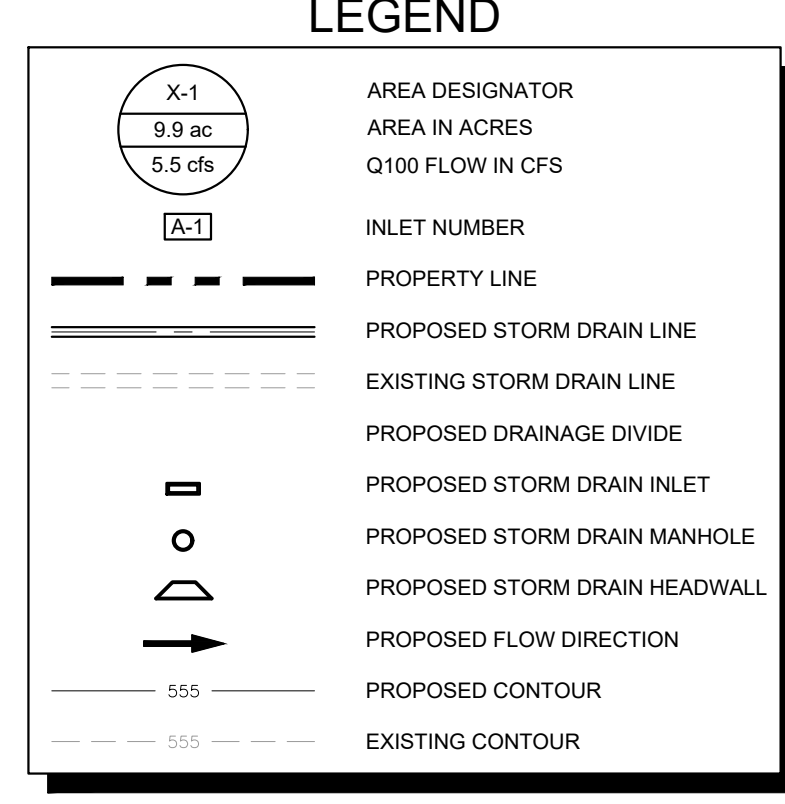 LEGEND
X-1 AREA DESIGNATOR
9.9 ac AREA IN ACRES
5.5 cfs Q100 FLOW IN CFS
A-1 INLET NUMBER
PROPERTY LINE
PROPOSED STORM DRAIN LINE
EXISTING STORM DRAIN LINE
PROPOSED DRAINAGE DIVIDE
PROPOSED STORM DRAIN INLET
PROPOSED STORM DRAIN MANHOLE
PROPOSED STORM DRAIN HEADWALL
PROPOSED FLOW DIRECTION
555 PROPOSED CONTOUR
555 EXISTING CONTOUR